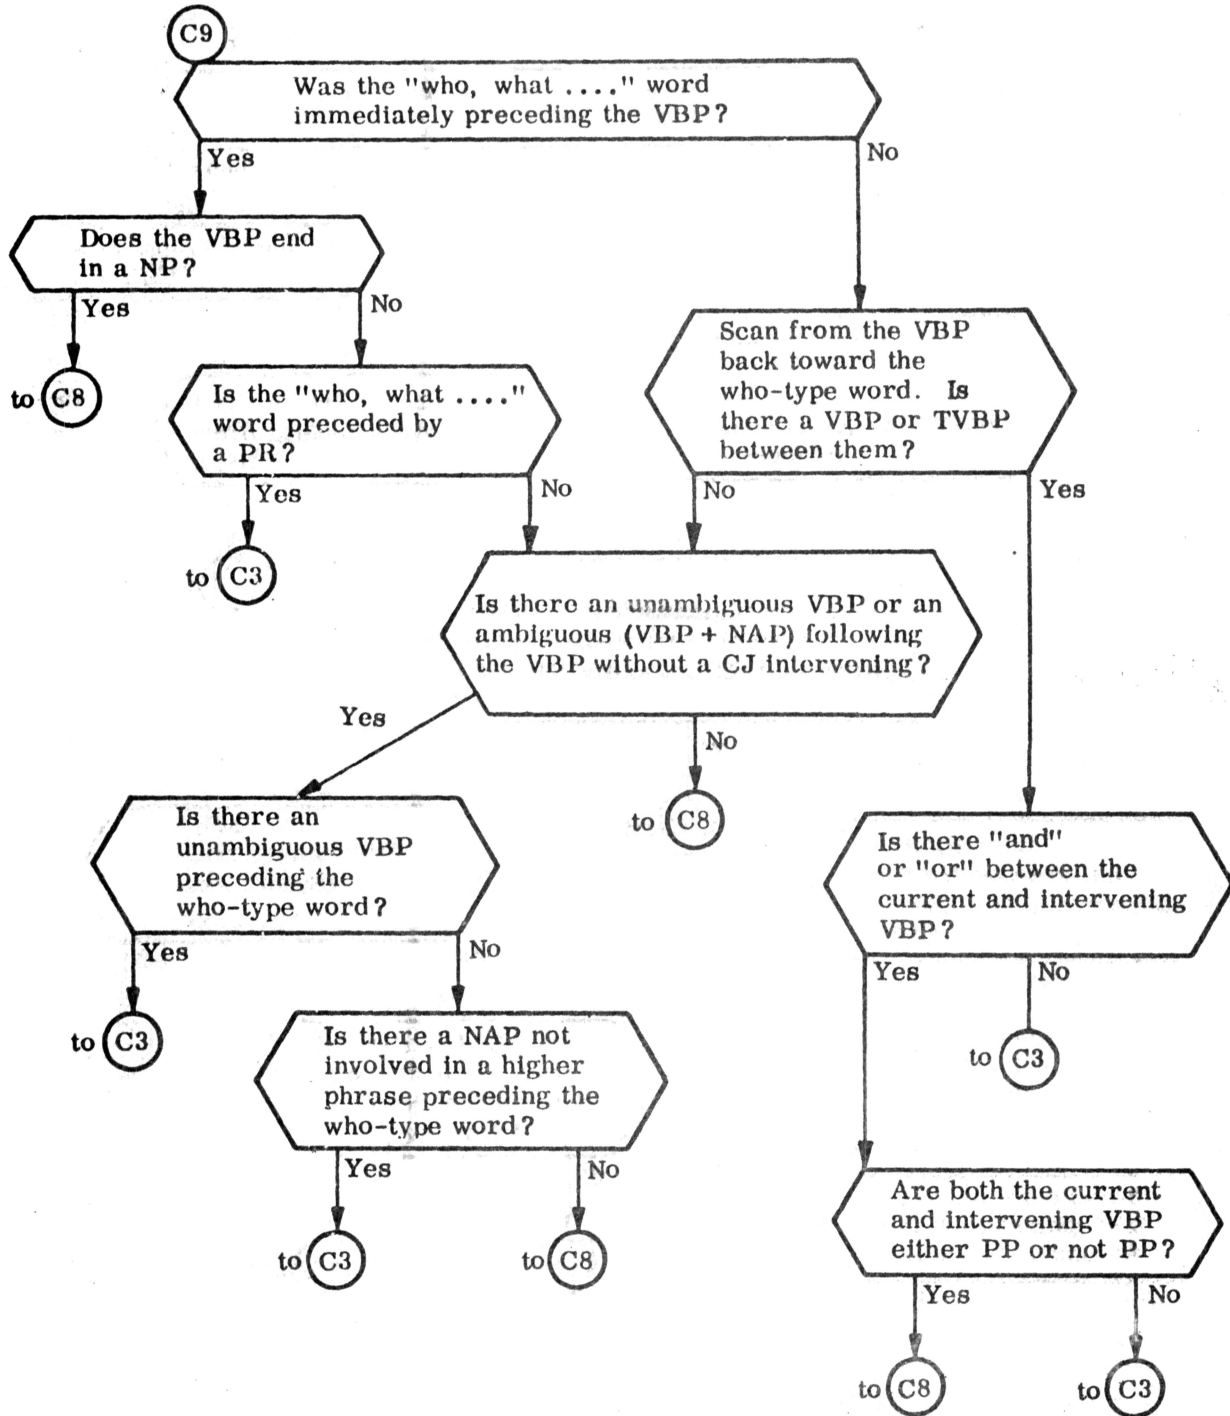 C9
Was the "who, what ...." word
immediately preceding the VBP?
Yes
No
Does the VBP end
in a NP?
Yes
No
to C8
Is the "who, what ...."
word preceded by
a PR?
Yes
No
to C3
Scan from the VBP
back toward the
who-type word. Is
there a VBP or TVBP
between them?
No
Yes
Is there an unambiguous VBP or an
ambiguous (VBP + NAP) following
the VBP without a CJ intervening?
Yes
No
to C8
Is there an
unambiguous VBP
preceding the
who-type word?
Yes
No
to C3
Is there a NAP not
involved in a higher
phrase preceding the
who-type word?
Yes
No
to C3
to C8
Is there "and"
or "or" between the
current and intervening
VBP?
Yes
No
to C3
Are both the current
and intervening VBP
either PP or not PP?
Yes
No
to C8
to C3